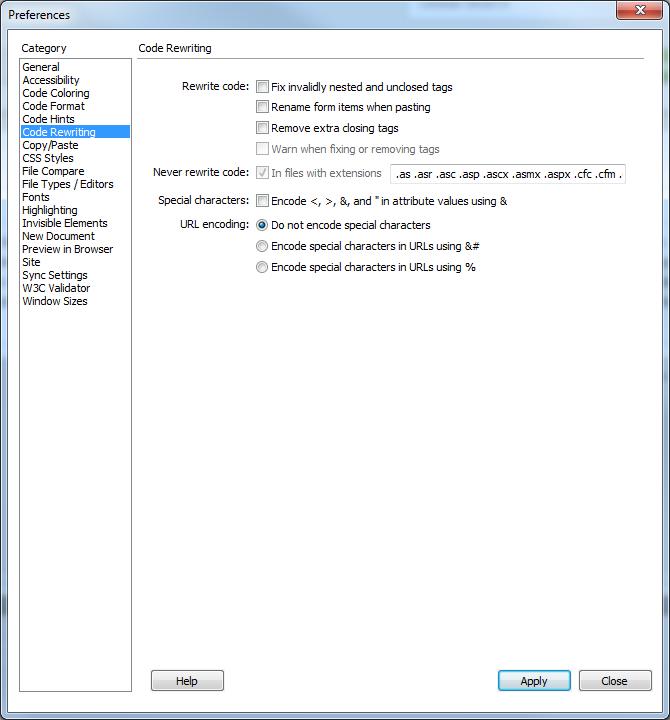 Preferences
Category
General
Accessibility
Code Coloring
Code Format
Code Hints
Code Rewriting
Copy/Paste
CSS Styles
File Compare
File Types / Editors
Fonts
Highlighting
Invisible Elements
New Document
Preview in Browser
Site
Sync Settings
W3C Validator
Window Sizes
Code Rewriting
Rewrite code: Fix invalidly nested and unclosed tags
Rename form items when pasting
Remove extra closing tags
Warn when fixing or removing tags
Never rewrite code: In files with extensions .as .asr .asc .asp .ascx .asmx .aspx .cfc .cfm .
Special characters: Encode <, >, &, and " in attribute values using &
URL encoding: Do not encode special characters
Encode special characters in URLs using &#
Encode special characters in URLs using %
Help Apply Close